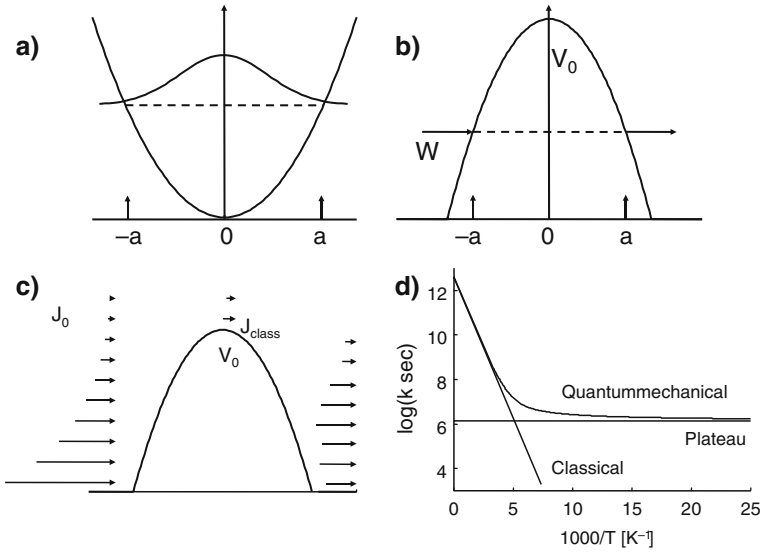 a)
–a
0
a
b)
V0
W
–a
0
a
c)
J0
Jclass
V0
d)
log(k sec)
12
10
8
6
4
Quantummechanical
Plateau
Classical
0
5
10
15
20
25
1000/T [K–1]